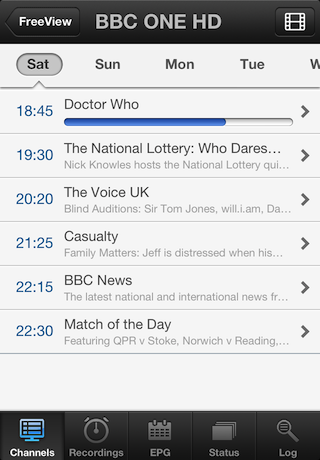 FreeView
BBC ONE HD
Sat Sun Mon Tue W
18:45 Doctor Who
19:30 The National Lottery: Who Dares…
Nick Knowles hosts the National Lottery qui…
20:20 The Voice UK
Blind Auditions: Sir Tom Jones, will.i.am, Da…
21:25 Casualty
Family Matters: Jeff is distressed when his…
22:15 BBC News
The latest national and international news fr…
22:30 Match of the Day
Featuring QPR v Stoke, Norwich v Reading,…
Channels Recordings EPG Status Log